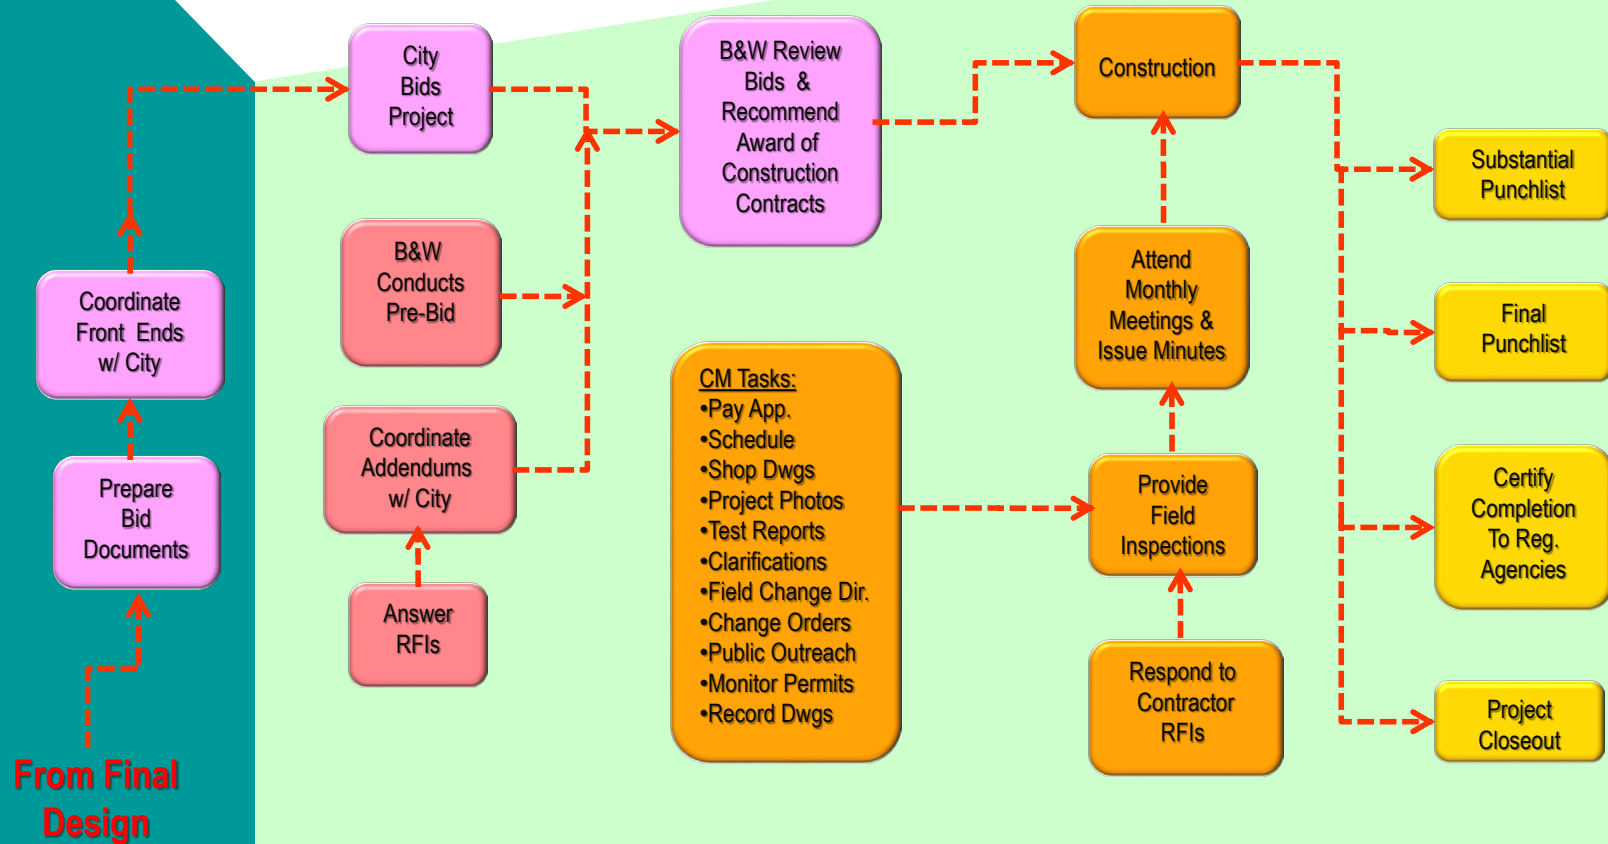 City
Bids
Project
B&W Review
Bids &
Recommend
Award of
Construction
Contracts
Construction
Substantial
Punchlist
B&W
Conducts
Pre-Bid
Attend
Monthly
Meetings &
Issue Minutes
Coordinate
Front Ends
w/ City
Final
Punchlist
CM Tasks:
•Pay App.
•Schedule
•Shop Dwgs
•Project Photos
•Test Reports
•Clarifications
•Field Change Dir.
•Change Orders
•Public Outreach
•Monitor Permits
•Record Dwgs
Coordinate
Addendums
w/ City
Prepare
Bid
Documents
Provide
Field
Inspections
Certify
Completion
To Reg.
Agencies
Answer
RFIs
Respond to
Contractor
RFIs
Project
Closeout
From Final
Design